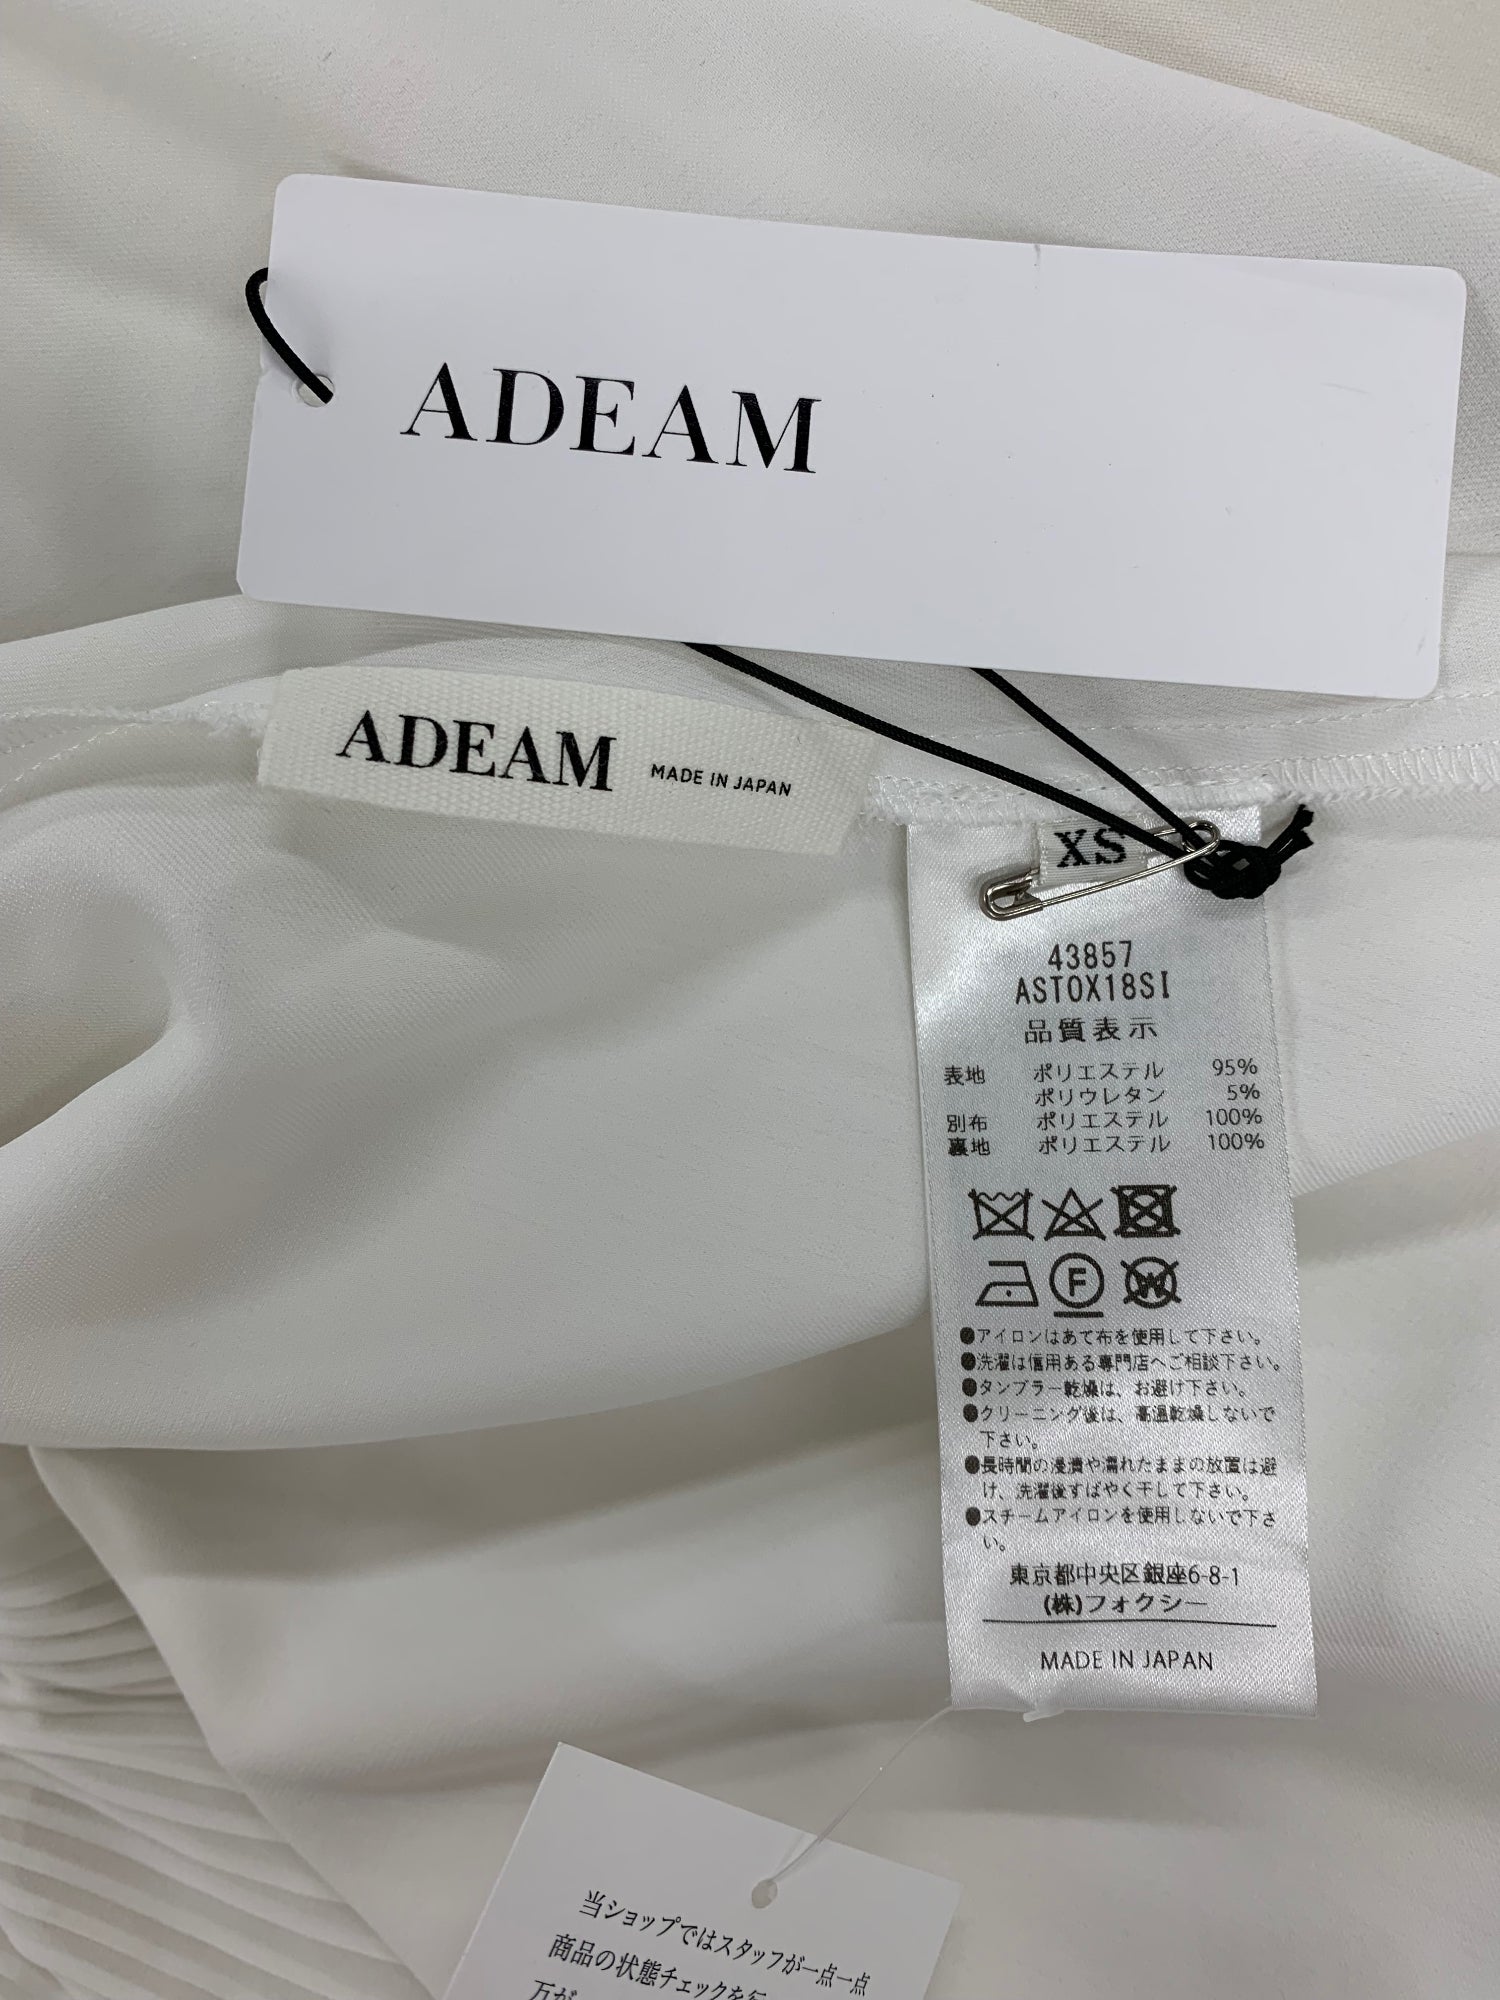 ADEAM
ADEAM MADE IN JAPAN
XS
43857
ASTOX18SI
品質表示
表地 ポリエステル 95%
ポリウレタン 5%
別布 ポリエステル 100%
裏地 ポリエステル 100%
F W
●アイロンはあて布を使用して下さい。
●洗濯は信用ある専門店へご相談下さい。
●タンブラー乾燥は、お避け下さい。
●クリーニング後は、高温乾燥しないで
下さい。
●長時間の浸漬や濡れたままの放置は避
け、洗濯後すばやく干して下さい。
●スチームアイロンを使用しないで下さ
い。
東京都中央区銀座6-8-1
(株)フォクシー
MADE IN JAPAN
当ショップではスタッフが一点一点
商品の状態チェックを
万が